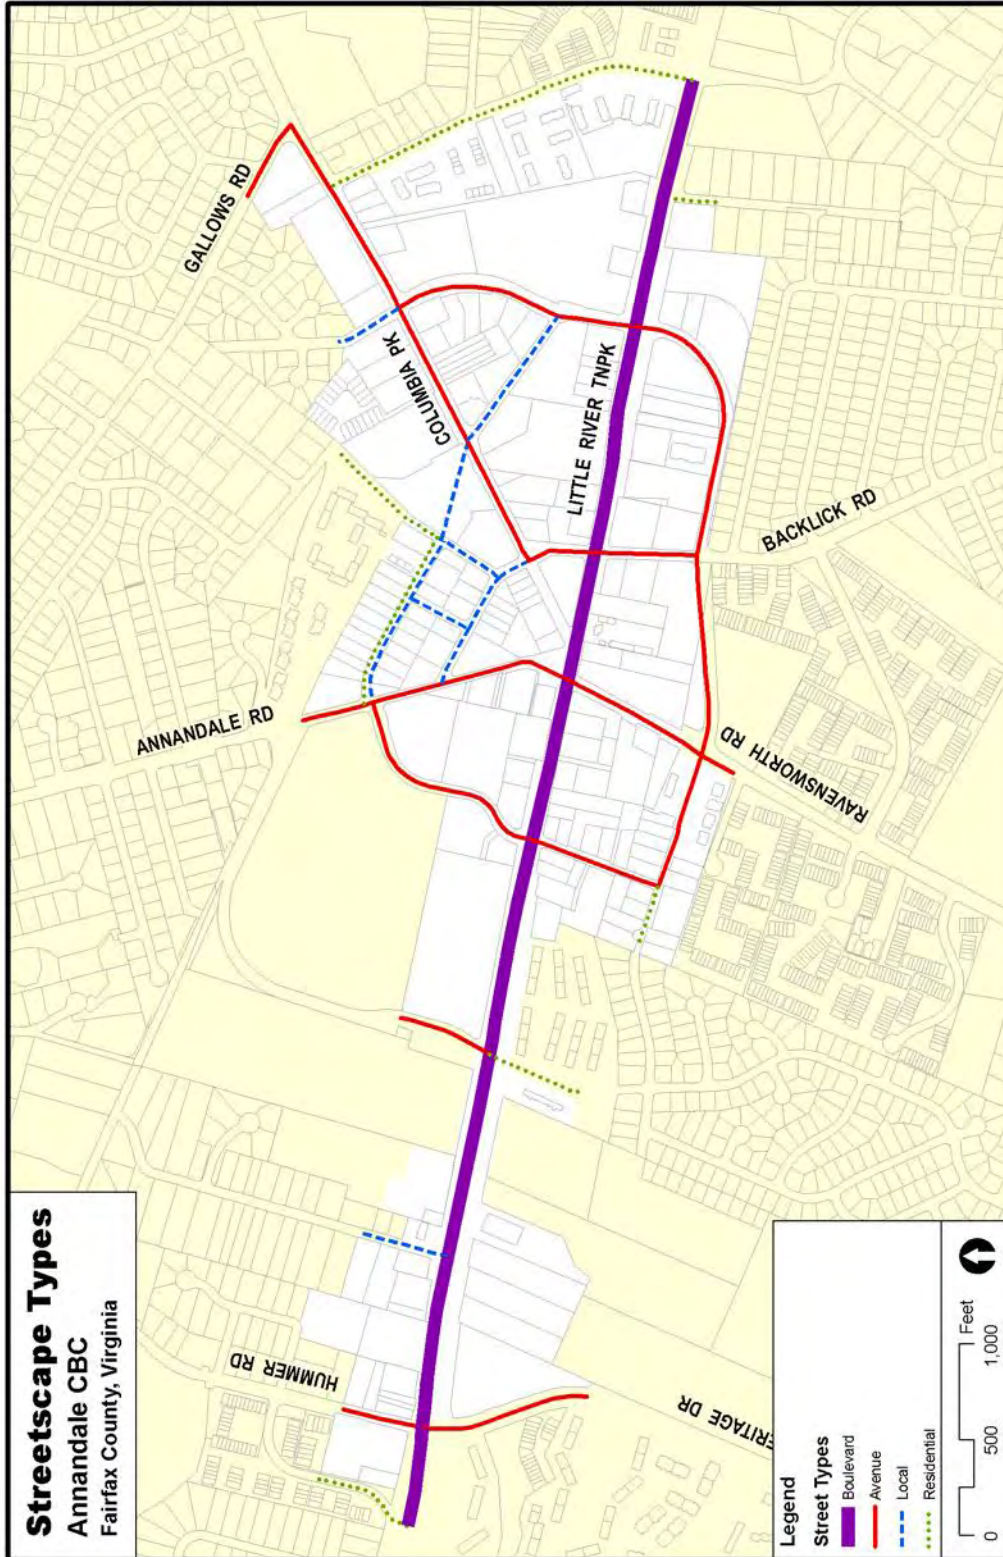 Streetscape Types
Annandale CBC
Fairfax County, Virginia
HUMMER RD
ANNANDALE RD
GALLOWS RD
COLUMBIA PK
LITTLE RIVER TNPK
BACKLICK RD
RAVENSWORTH RD
ERITAGE DR
Legend
Street Types
Boulevard
Avenue
Local
Residential
Feet
0 500 1,000